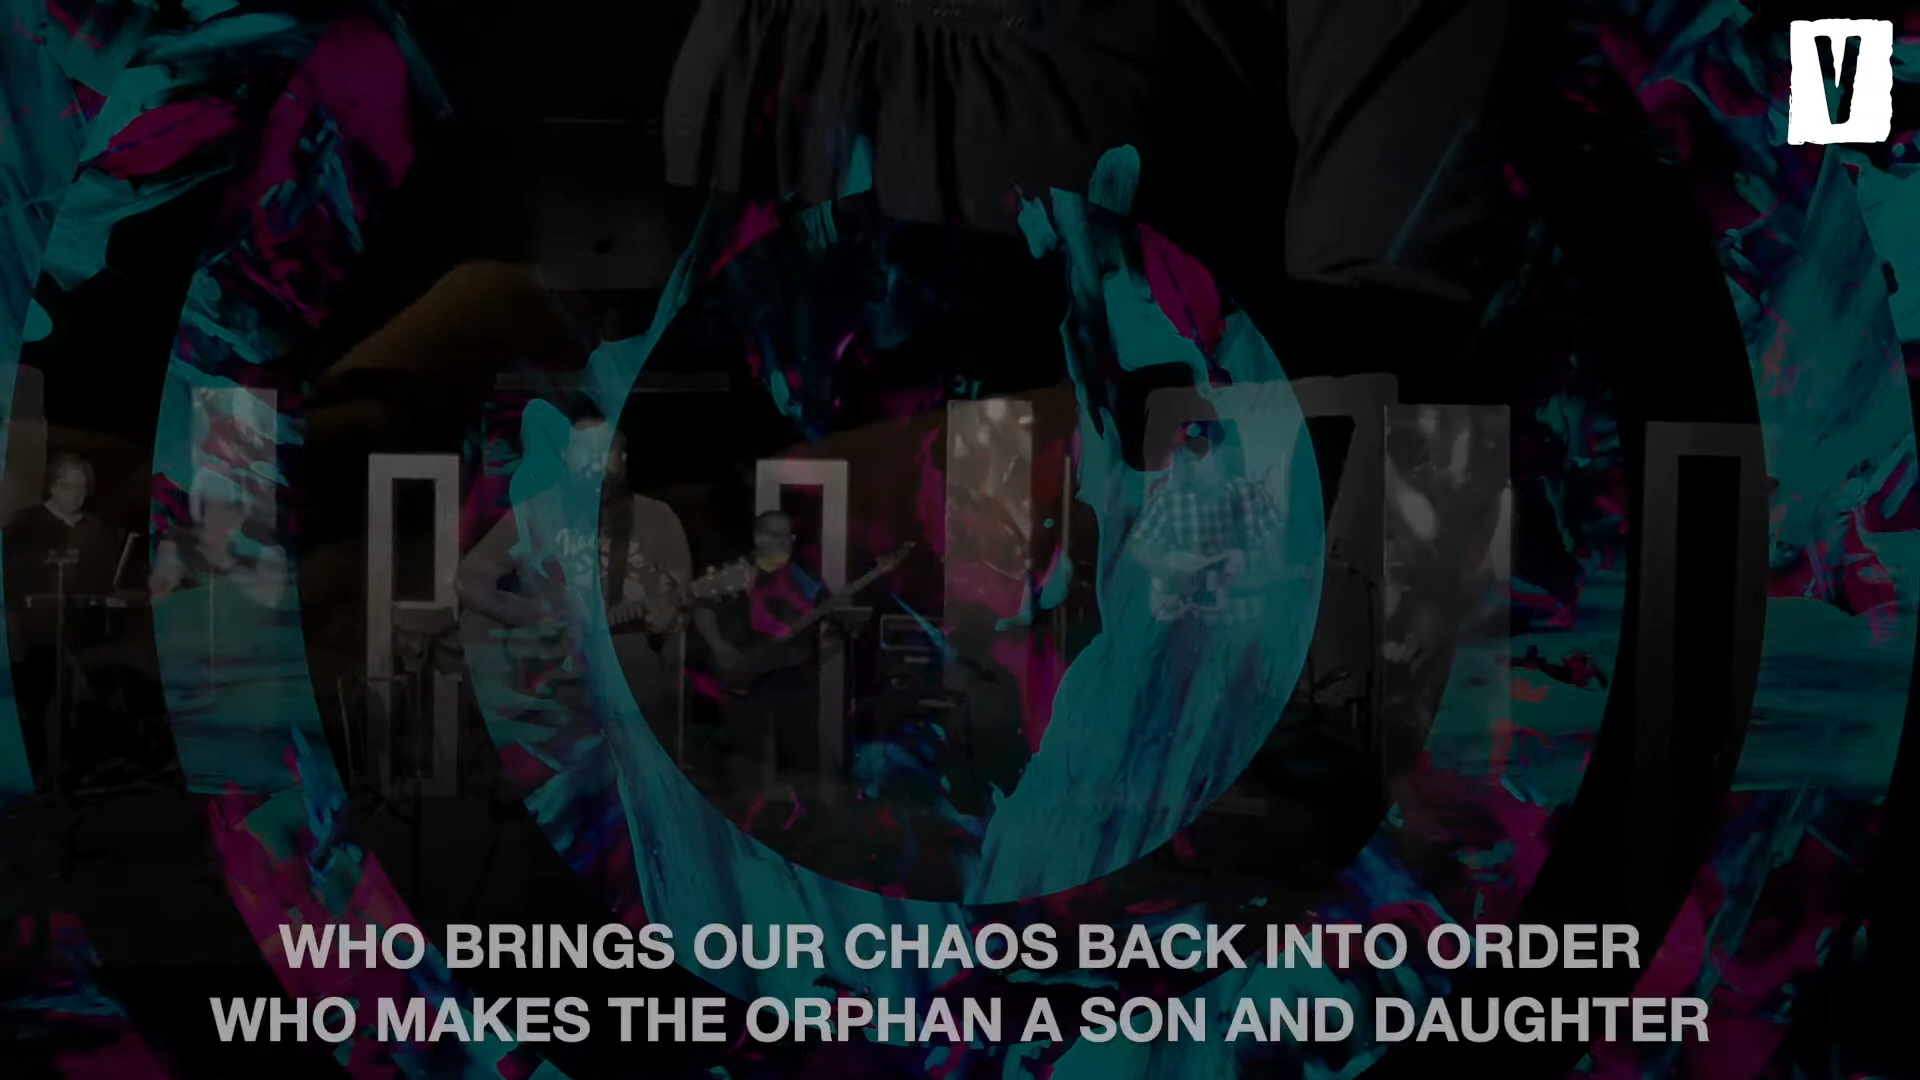 V
WHO BRINGS OUR CHAOS BACK INTO ORDER
WHO MAKES THE ORPHAN A SON AND DAUGHTER